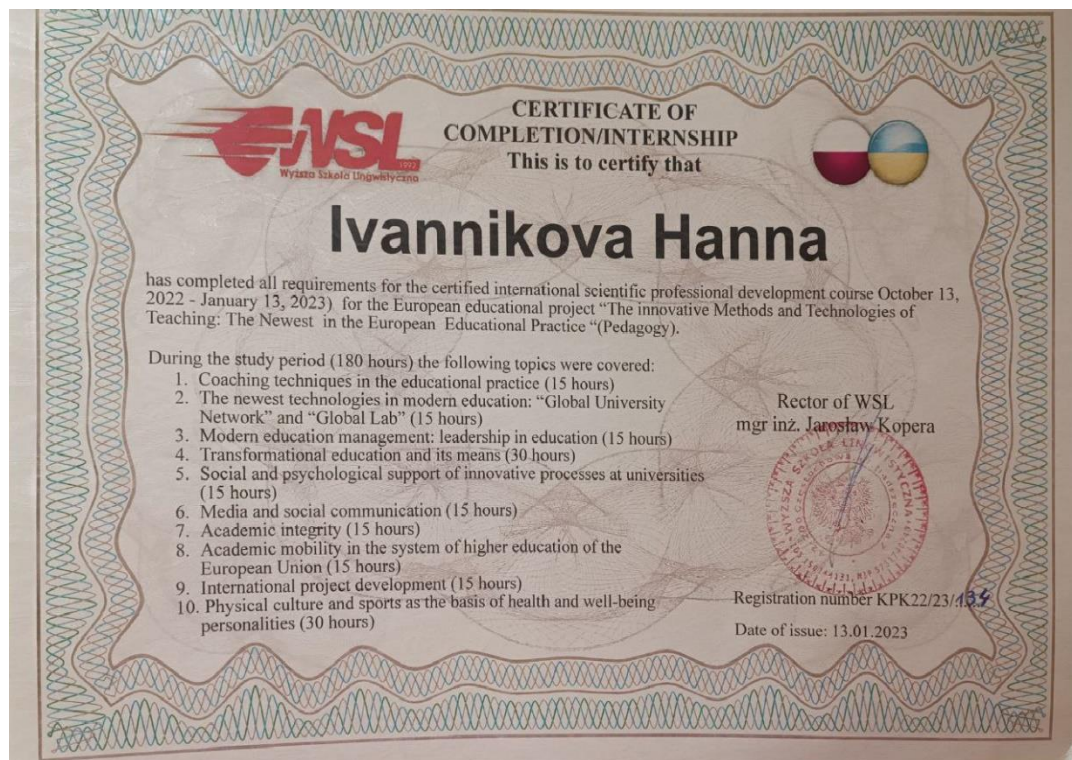 WSL
1992
Wyższa Szkoła Lingwistyczna
CERTIFICATE OF
COMPLETION/INTERNSHIP
This is to certify that
Ivannikova Hanna
has completed all requirements for the certified international scientific professional development course October 13,
2022 - January 13, 2023) for the European educational project “The innovative Methods and Technologies of
Teaching: The Newest in the European Educational Practice “(Pedagogy).
During the study period (180 hours) the following topics were covered:
1. Coaching techniques in the educational practice (15 hours)
2. The newest technologies in modern education: “Global University
Network” and “Global Lab” (15 hours)
3. Modern education management: leadership in education (15 hours)
4. Transformational education and its means (30 hours)
5. Social and psychological support of innovative processes at universities
(15 hours)
6. Media and social communication (15 hours)
7. Academic integrity (15 hours)
8. Academic mobility in the system of higher education of the
European Union (15 hours)
9. International project development (15 hours)
10. Physical culture and sports as the basis of health and well-being
personalities (30 hours)
Rector of WSL
mgr inż. Jarosław Kopera
WYŻSZA SZKOŁA LINGWISTYCZNA
Registration number KPK22/23/134
Date of issue: 13.01.2023